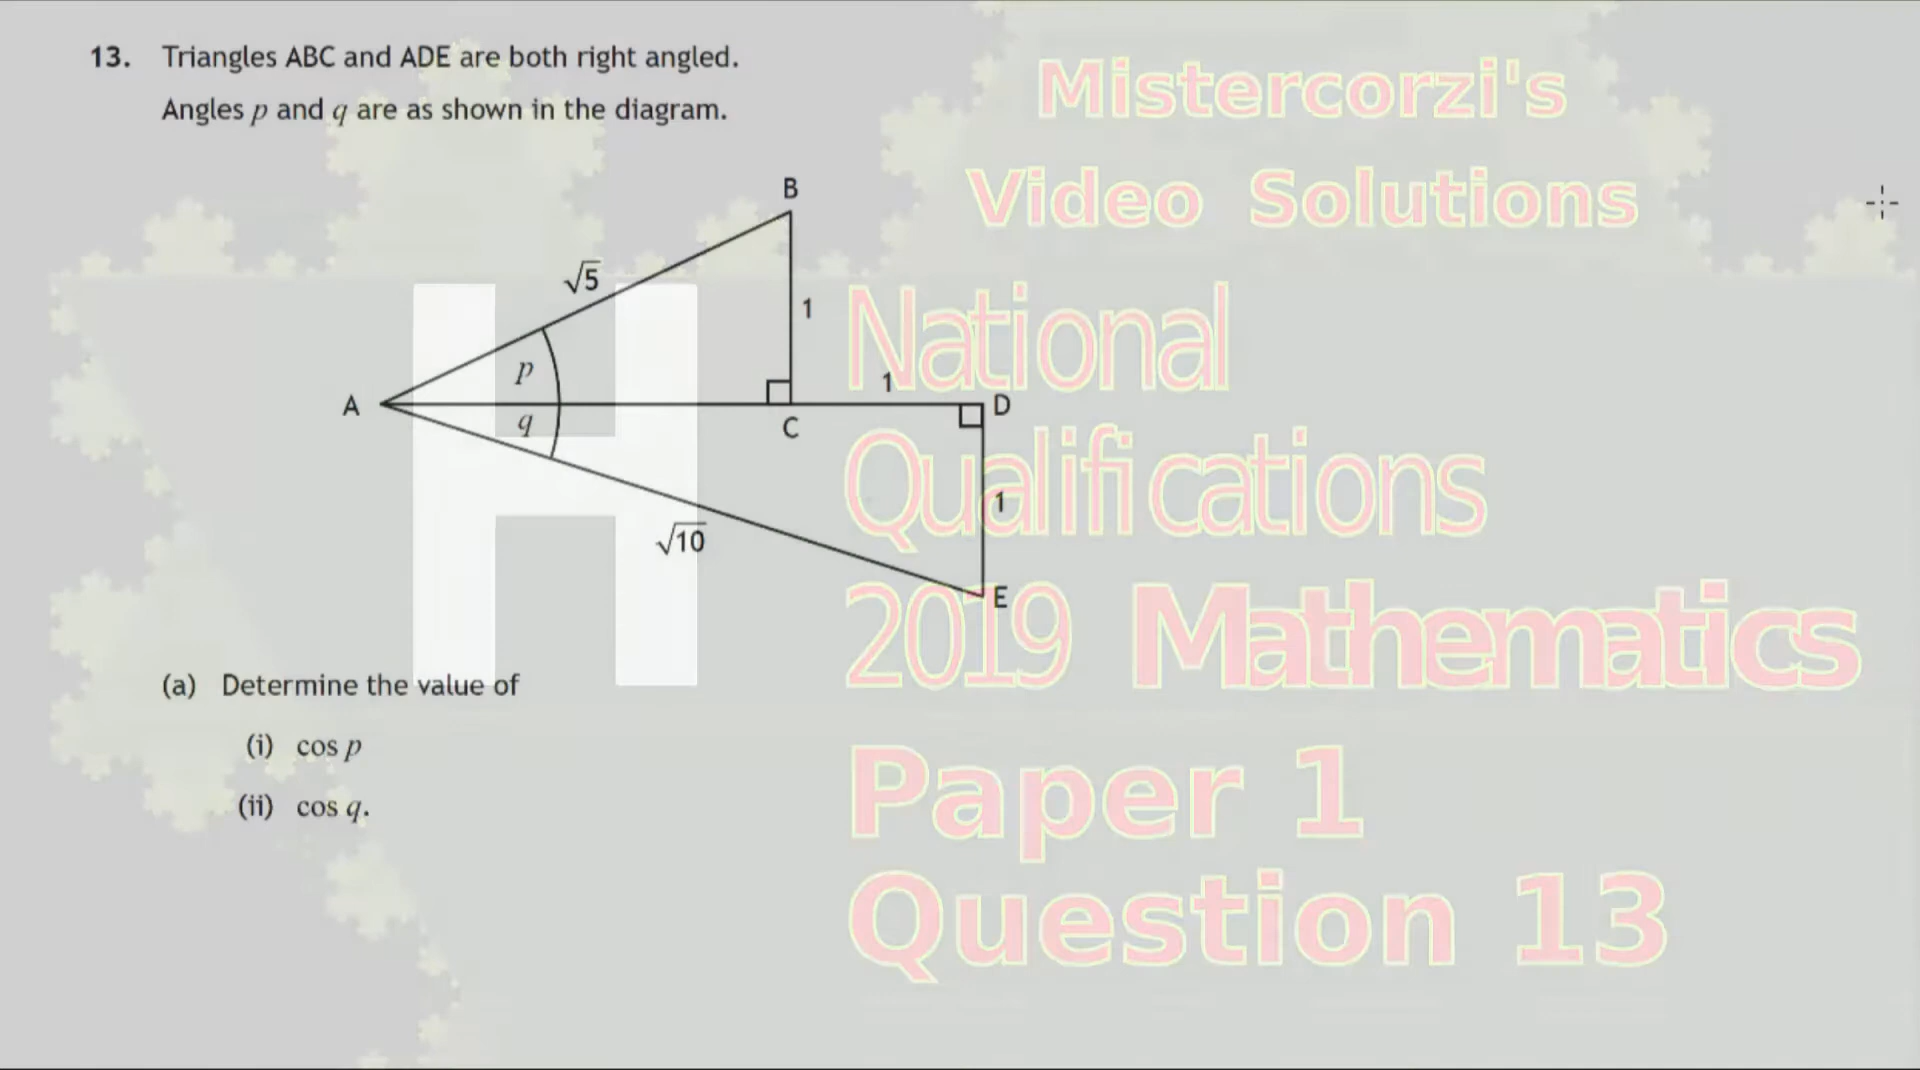 13. Triangles ABC and ADE are both right angled.
Angles p and q are as shown in the diagram.
Mistercorzi's
Video Solutions
B
√5
1
p
A
q
C
1
D
1
√10
E
H
National
Qualifications
2019 Mathematics
Paper 1
Question 13
(a) Determine the value of
(i) cos p
(ii) cos q.